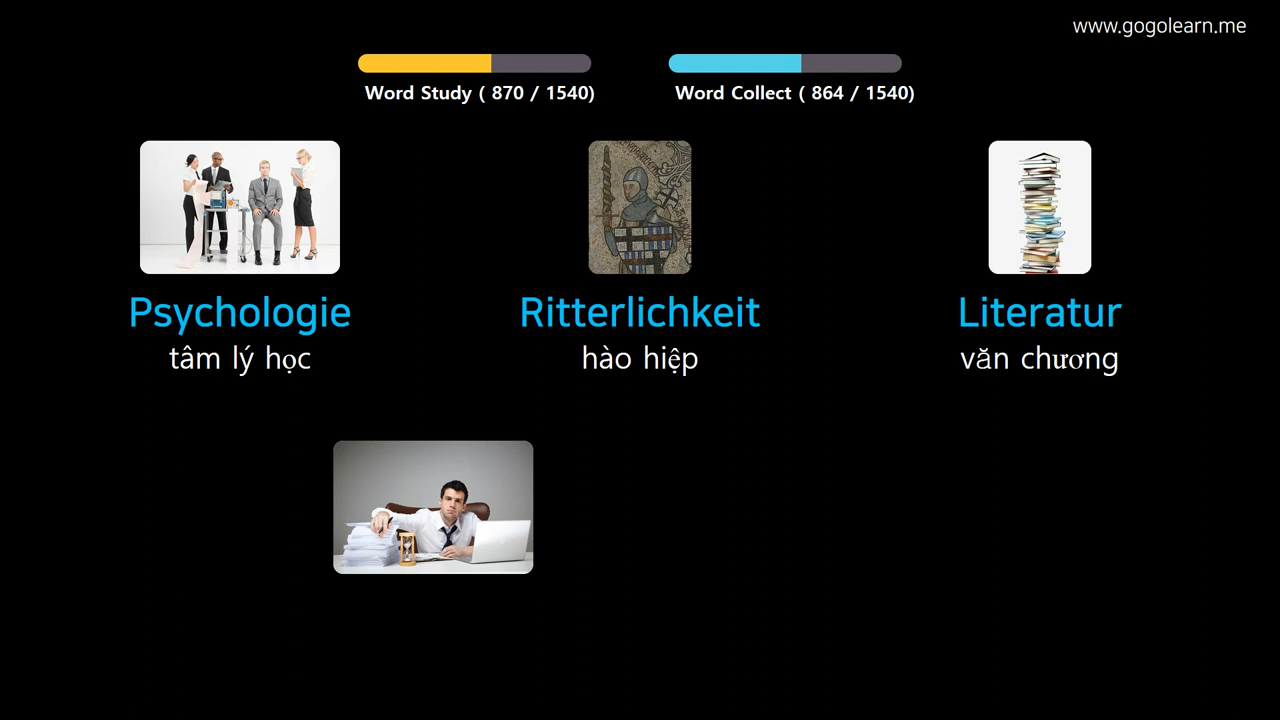 www.gogolearn.me
Word Study ( 870 / 1540)
Word Collect ( 864 / 1540)
Psychologie
Ritterlichkeit
Literatur
tâm lý học
hào hiệp
văn chương